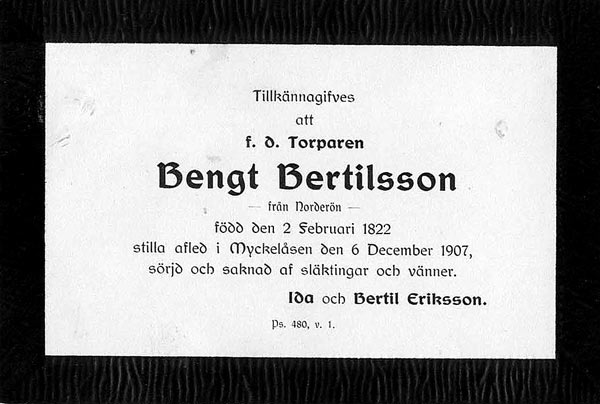 Tillkännagifves
att
f. d. Torparen
Bengt Bertilsson
— från Norderön —
född den 2 Februari 1822
stilla afled i Myckelåsen den 6 December 1907,
sörjd och saknad af släktingar och vänner.
Ida och Bertil Eriksson.
Ps. 480, v. 1.